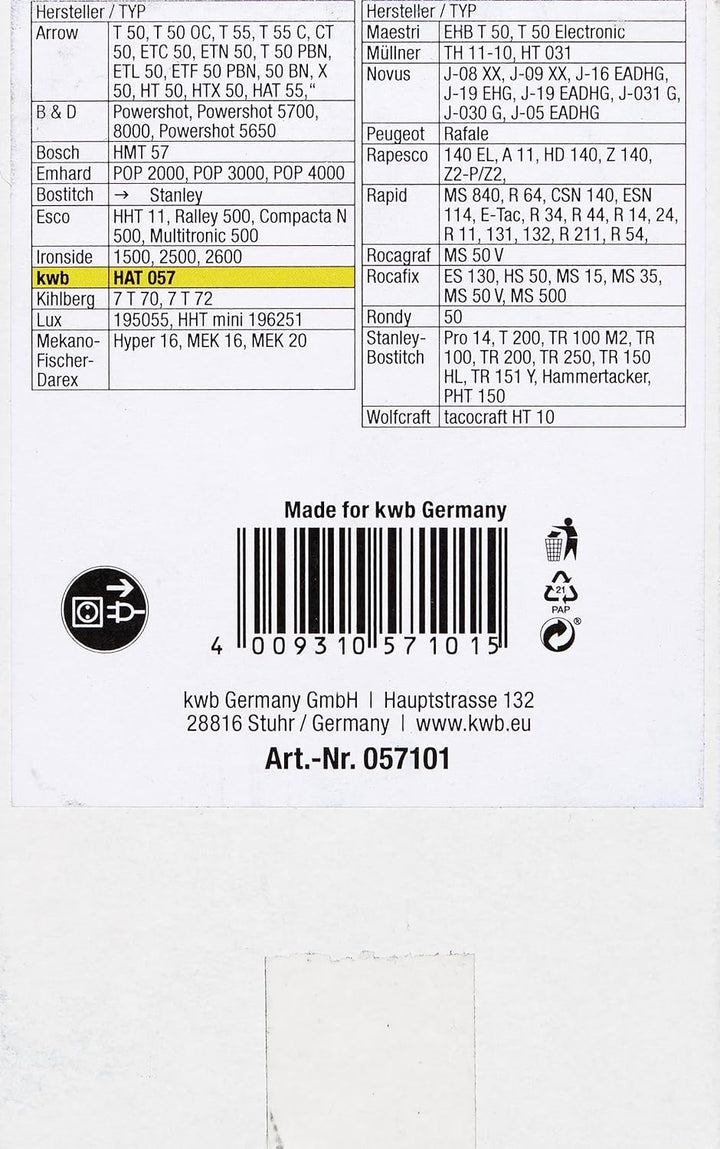 Hersteller / TYP
Arrow T 50, T 50 OC, T 55, T 55 C, CT
50, ETC 50, ETN 50, T 50 PBN,
ETL 50, ETF 50 PBN, 50 BN, X
50, HT 50, HTX 50, HAT 55,“
B & D Powershot, Powershot 5700,
8000, Powershot 5650
Bosch HMT 57
Emhard POP 2000, POP 3000, POP 4000
Bostitch → Stanley
Esco HHT 11, Ralley 500, Compacta N
500, Multitronic 500
Ironside 1500, 2500, 2600
kwb HAT 057
Kihlberg 7 T 70, 7 T 72
Lux 195055, HHT mini 196251
Mekano- Hyper 16, MEK 16, MEK 20
Fischer-
Darex
Hersteller / TYP
Maestri EHB T 50, T 50 Electronic
Müllner TH 11-10, HT 031
Novus J-08 XX, J-09 XX, J-16 EADHG,
J-19 EHG, J-19 EADHG, J-031 G,
J-030 G, J-05 EADHG
Peugeot Rafale
Rapesco 140 EL, A 11, HD 140, Z 140,
Z2-P/Z2,
Rapid MS 840, R 64, CSN 140, ESN
114, E-Tac, R 34, R 44, R 14, 24,
R 11, 131, 132, R 211, R 54,
Rocagraf MS 50 V
Rocafix ES 130, HS 50, MS 15, MS 35,
MS 50 V, MS 500
Rondy 50
Stanley- Pro 14, T 200, TR 100 M2, TR
Bostitch 100, TR 200, TR 250, TR 150
HL, TR 151 Y, Hammertacker,
PHT 150
Wolfcraft tacocraft HT 10
Made for kwb Germany
4 009310 571015
21
PAP
®
kwb Germany GmbH | Hauptstrasse 132
28816 Stuhr / Germany | www.kwb.eu
Art.-Nr. 057101